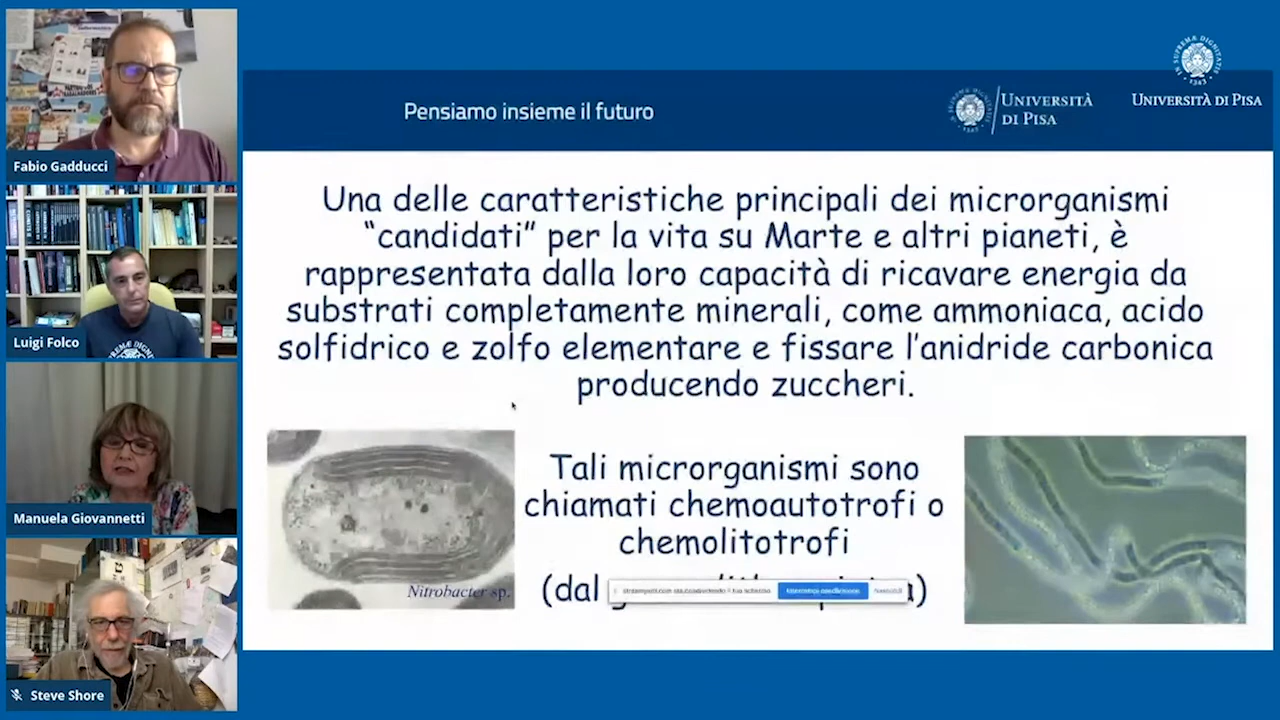 Fabio Gadducci
Luigi Folco
Manuela Giovannetti
Steve Shore
Pensiamo insieme il futuro
UNIVERSITÀ
DI PISA
UNIVERSITÀ DI PISA
Una delle caratteristiche principali dei microrganismi
“candidati” per la vita su Marte e altri pianeti, è
rappresentata dalla loro capacità di ricavare energia da
substrati completamente minerali, come ammoniaca, acido
solfidrico e zolfo elementare e fissare l’anidride carbonica
producendo zuccheri.
Nitrobacter sp.
Tali microrganismi sono
chiamati chemoautotrofi o
chemolitotrofi
(dal